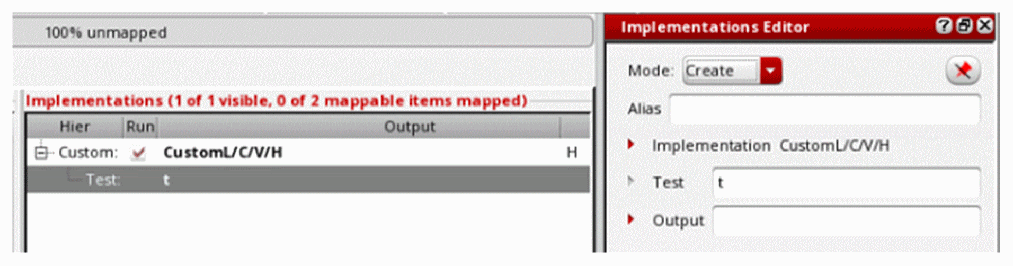 100% unmapped
Implementations (1 of 1 visible, 0 of 2 mappable items mapped)
Hier Run Output
Custom: CustomL/C/V/H H
Test: t
Implementations Editor
Mode: Create
Alias
Implementation CustomL/C/V/H
Test t
Output